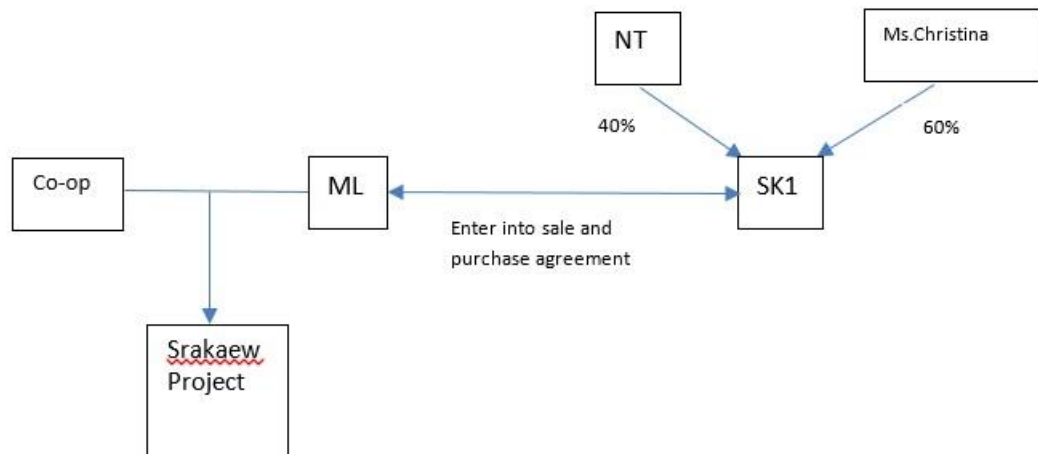 NT
Ms.Christina
40%
60%
Co-op
ML
SK1
Enter into sale and
purchase agreement
Srakaew
Project